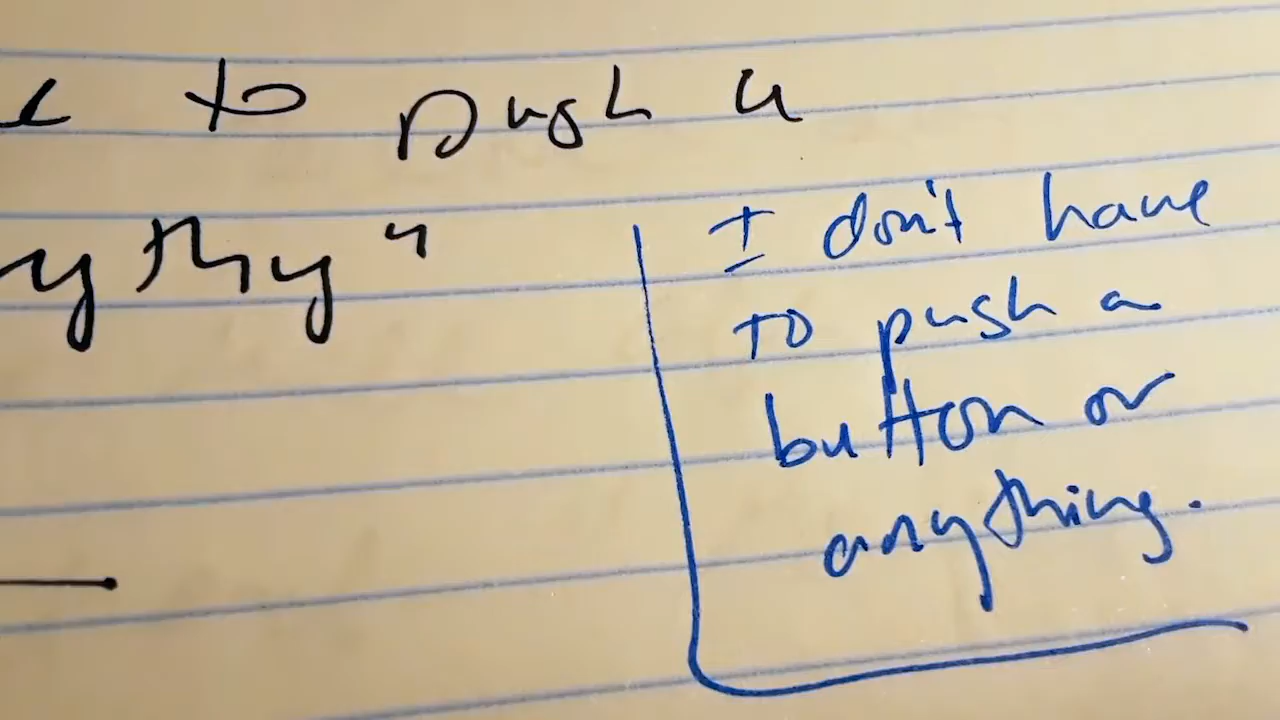 to push a
"
I don't have
to push a
button or
anything.